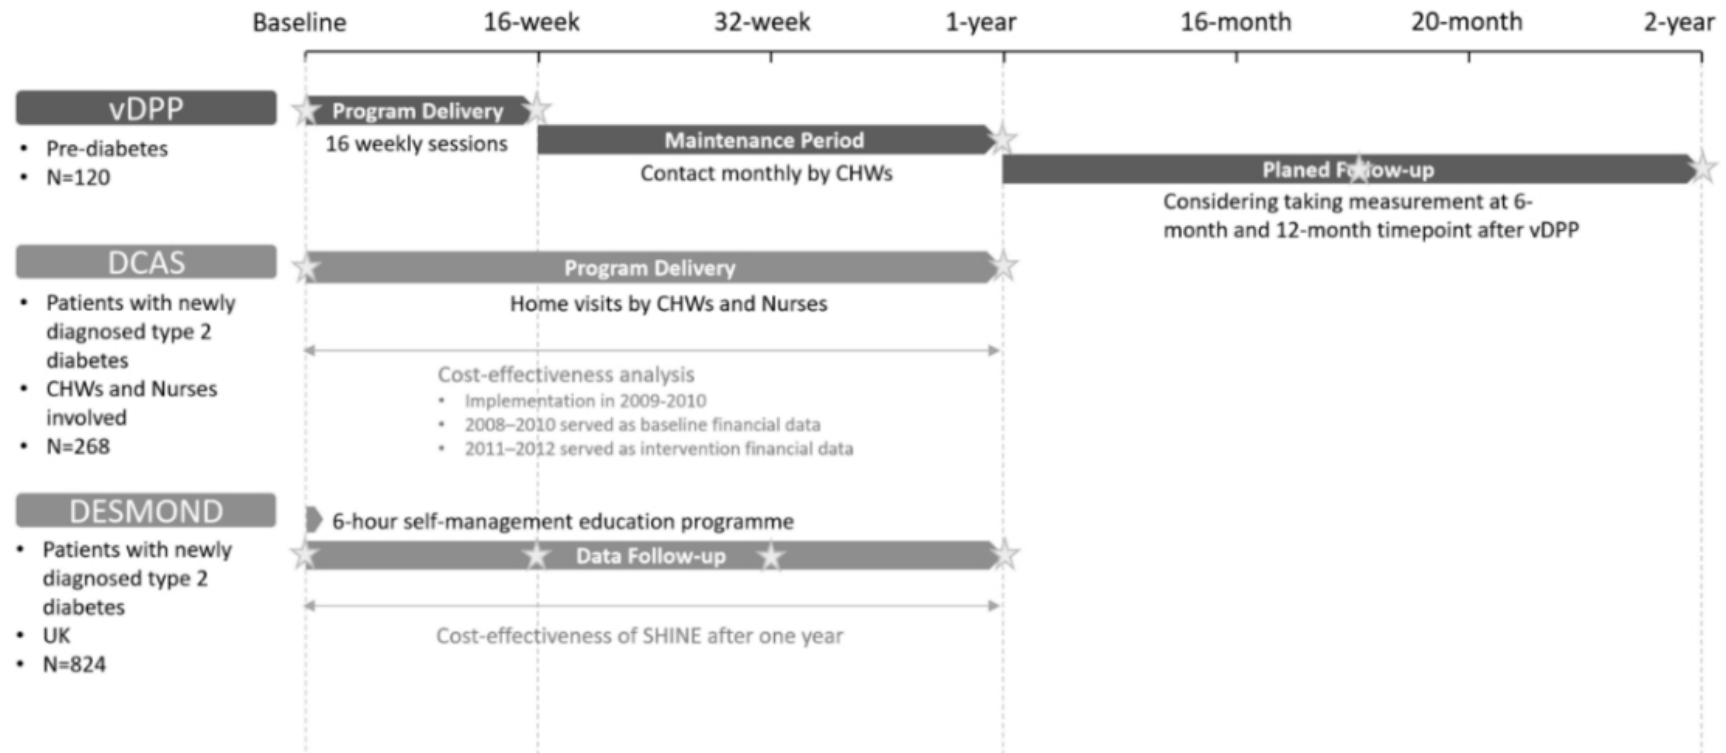 Baseline 16-week 32-week 1-year 16-month 20-month 2-year
vDPP
• Pre-diabetes
• N=120
Program Delivery
16 weekly sessions
Maintenance Period
Contact monthly by CHWs
Planed Follow-up
Considering taking measurement at 6-
month and 12-month timepoint after vDPP
DCAS
• Patients with newly
diagnosed type 2
diabetes
• CHWs and Nurses
involved
• N=268
Program Delivery
Home visits by CHWs and Nurses
Cost-effectiveness analysis
• Implementation in 2009-2010
• 2008–2010 served as baseline financial data
• 2011–2012 served as intervention financial data
DESMOND
• Patients with newly
diagnosed type 2
diabetes
• UK
• N=824
6-hour self-management education programme
Data Follow-up
Cost-effectiveness of SHINE after one year